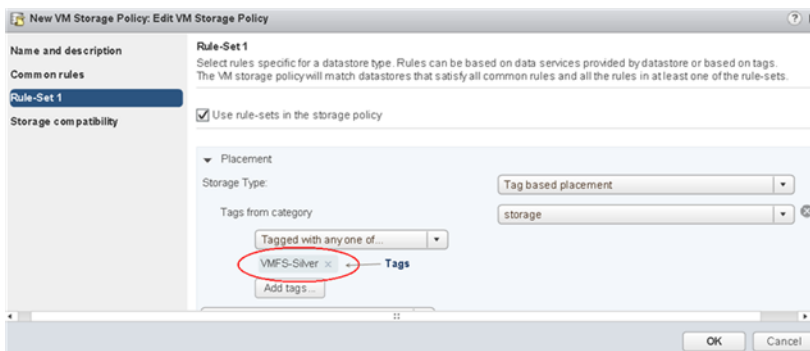 New VM Storage Policy: Edit VM Storage Policy
?
Name and description
Common rules
Rule-Set 1
Storage compatibility
Rule-Set 1
Select rules specific for a datastore type. Rules can be based on data services provided by datastore or based on tags.
The VM storage policy will match datastores that satisfy all common rules and all the rules in at least one of the rule-sets.
Use rule-sets in the storage policy
Placement
Storage Type:
Tag based placement
Tags from category
storage
Tagged with any one of...
VMFS-Silver ×
Tags
Add tags...
OK
Cancel